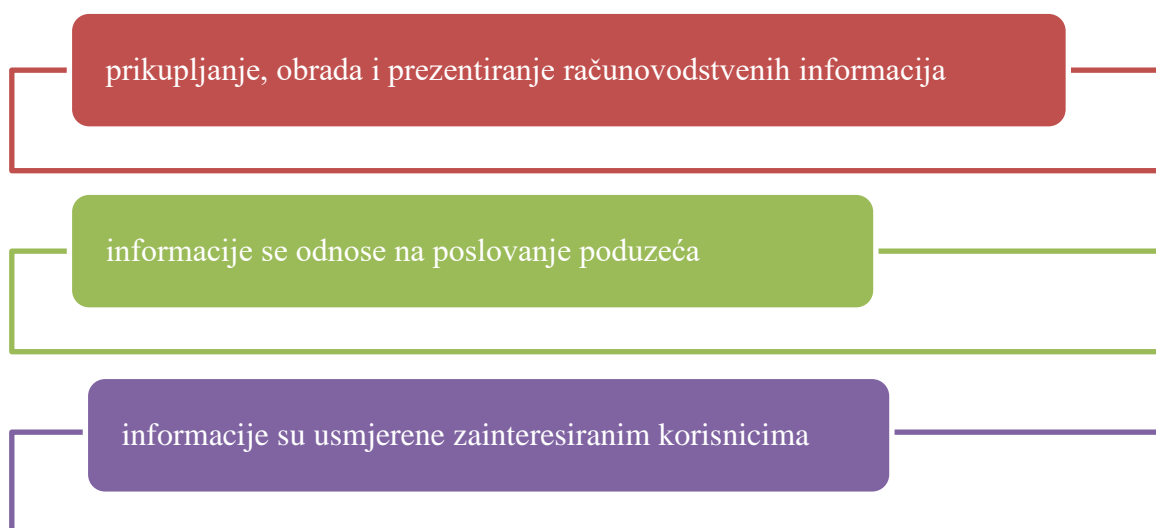 prikupljanje, obrada i prezentiranje računovodstvenih informacija
informacije se odnose na poslovanje poduzeća
informacije su usmjerene zainteresiranim korisnicima